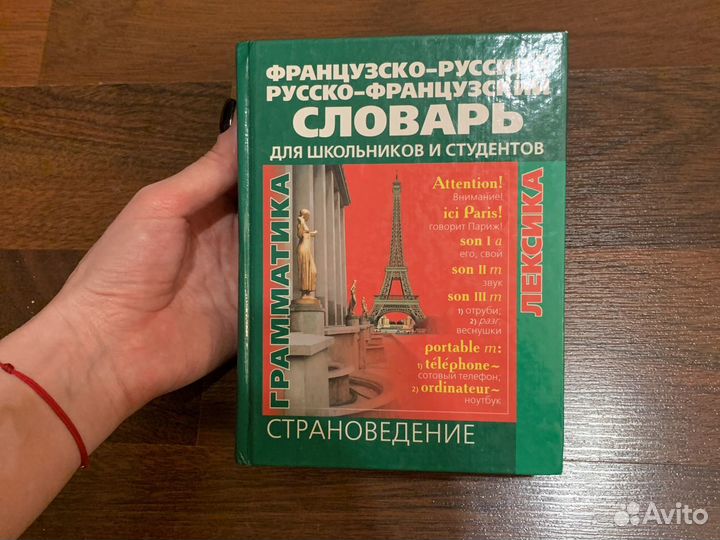 ФРАНЦУЗСКО-РУССКИЙ
РУССКО-ФРАНЦУЗСКИЙ
СЛОВАРЬ
ДЛЯ ШКОЛЬНИКОВ И СТУДЕНТОВ
ГРАММАТИКА
Attention!
Внимание!
ici Paris!
говорит Париж!
son I a
его, свой
son II m
звук
son III m
1) отруби;
2) разг.
веснушки
portable m:
1) téléphone~
сотовый телефон;
2) ordinateur~
ноутбук
ЛЕКСИКА
СТРАНОВЕДЕНИЕ
Avito